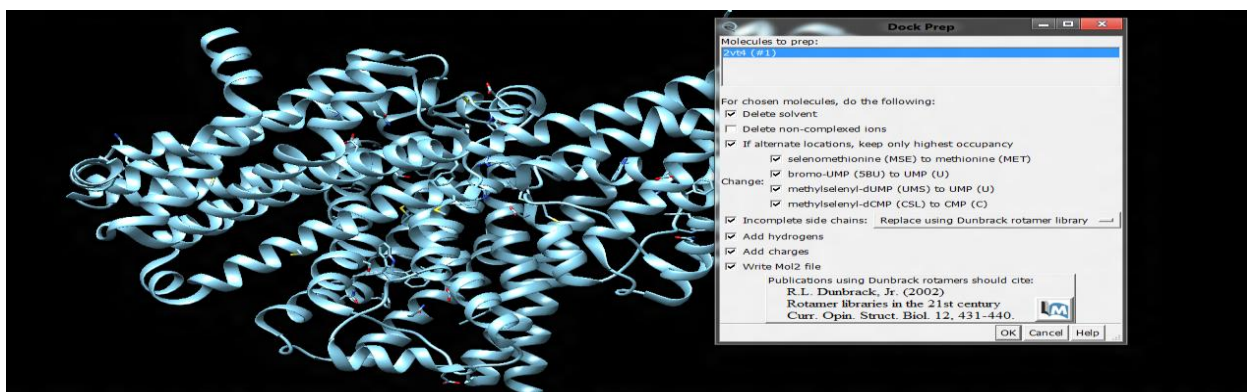 Dock Prep
Molecules to prep:
2vt4 (#1)
For chosen molecules, do the following:
Delete solvent
Delete non-complexed ions
If alternate locations, keep only highest occupancy
Change:
selenomethionine (MSE) to methionine (MET)
bromo-UMP (5BU) to UMP (U)
methylselenyl-dUMP (UMS) to UMP (U)
methylselenyl-dCMP (CSL) to CMP (C)
Incomplete side chains: Replace using Dunbrack rotamer library
Add hydrogens
Add charges
Write Mol2 file
Publications using Dunbrack rotamers should cite:
R.L. Dunbrack, Jr. (2002)
Rotamer libraries in the 21st century
Curr. Opin. Struct. Biol. 12, 431-440.
OK Cancel Help